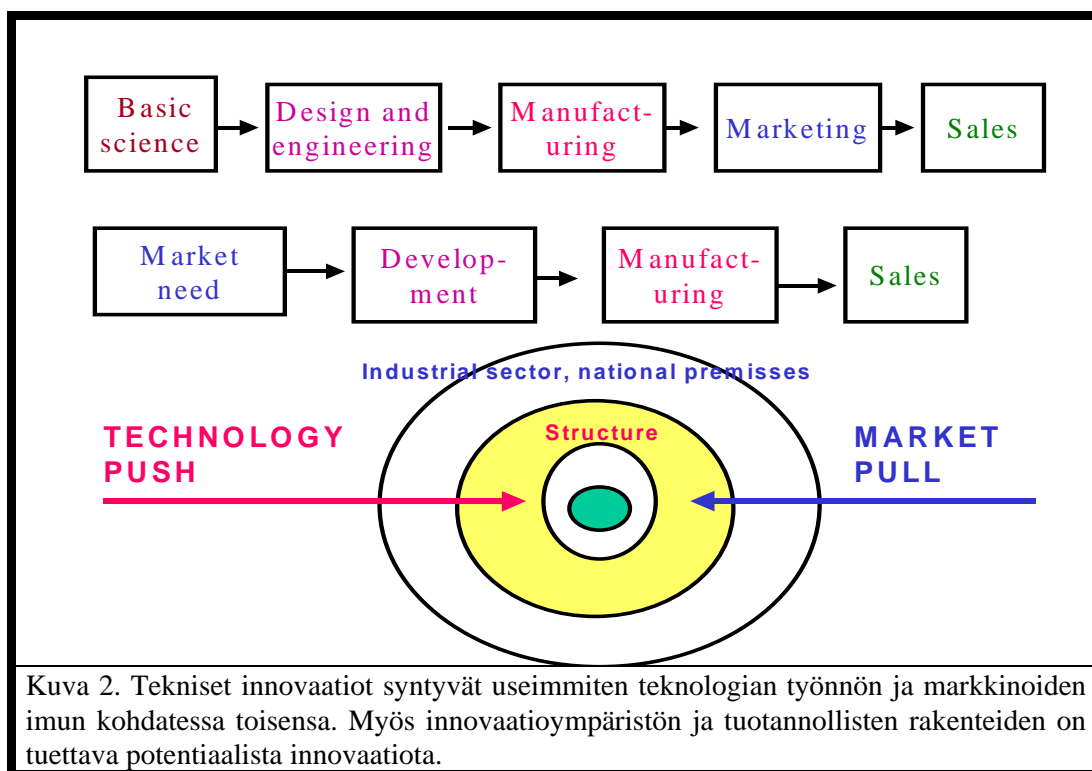 Basic
science
Design and
engineering
Manufact-
uring
Marketing
Sales
Market
need
Develop-
ment
Manufact-
uring
Sales
Industrial sector, national premisses
Structure
TECHNOLOGY
PUSH
MARKET
PULL
Kuva 2. Tekniset innovaatiot syntyvät useimmiten teknologian työnnön ja markkinoiden
imun kohdatessa toisensa. Myös innovaatioympäristön ja tuotannollisten rakenteiden on
tuettava potentiaalista innovaatiota.